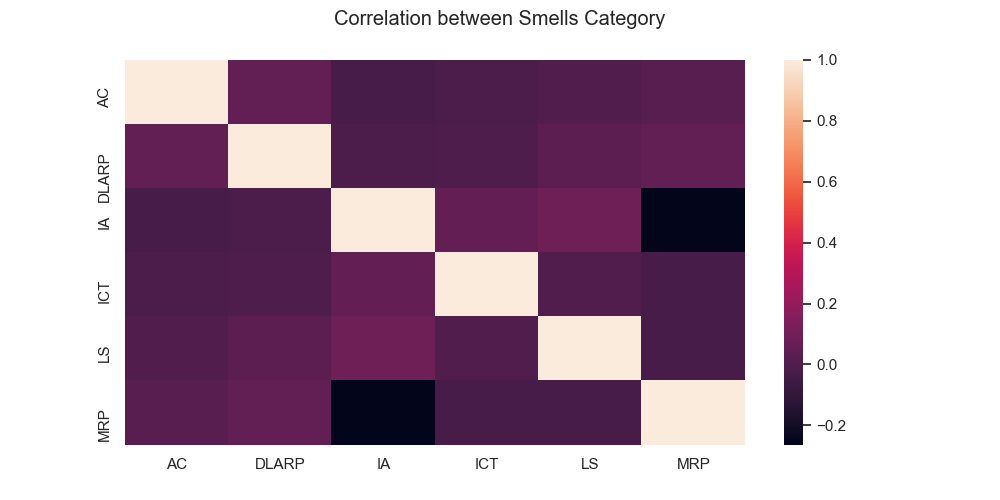 Correlation between Smells Category
AC
DLARP
IA
ICT
LS
MRP
AC DLARP IA ICT LS MRP
1.0
0.8
0.6
0.4
0.2
0.0
−0.2